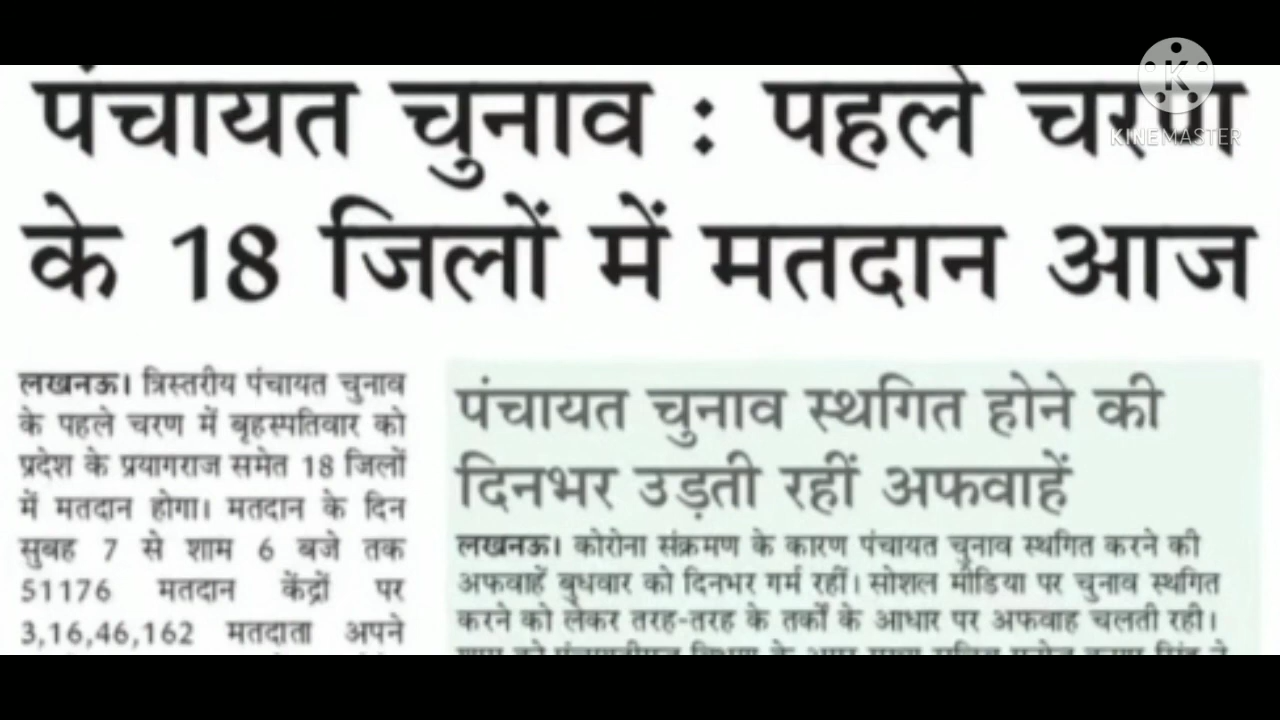 पंचायत चुनाव : पहले चरण
के 18 जिलों में मतदान आज
लखनऊ। त्रिस्तरीय पंचायत चुनाव
के पहले चरण में बृहस्पतिवार को
प्रदेश के प्रयागराज समेत 18 जिलों
में मतदान होगा। मतदान के दिन
सुबह 7 से शाम 6 बजे तक
51176 मतदान केंद्रों पर
3,16,46,162 मतदाता अपने
पंचायत चुनाव स्थगित होने की
दिनभर उड़ती रहीं अफवाहें
लखनऊ। कोरोना संक्रमण के कारण पंचायत चुनाव स्थगित करने की
अफवाहें बुधवार को दिनभर गर्म रहीं। सोशल मीडिया पर चुनाव स्थगित
करने को लेकर तरह-तरह के तर्कों के आधार पर अफवाह चलती रही।
K
KINEMASTER